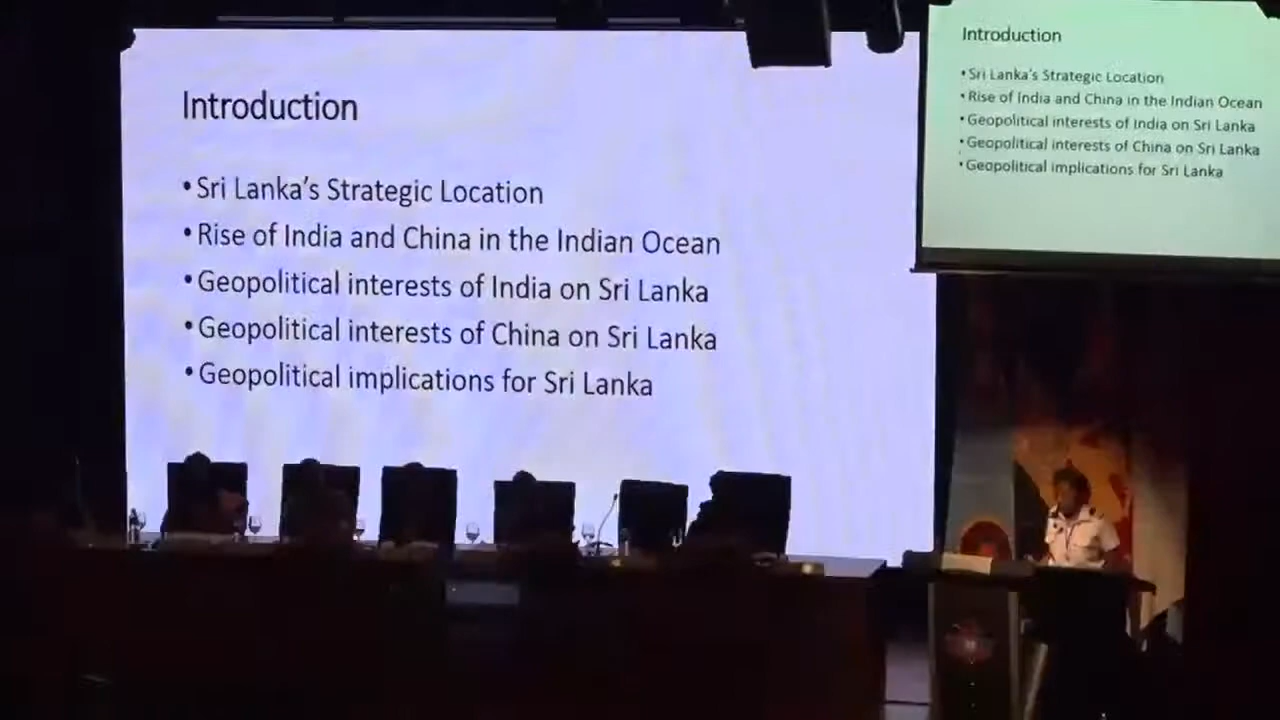 Introduction
•Sri Lanka's Strategic Location
•Rise of India and China in the Indian Ocean
•Geopolitical interests of India on Sri Lanka
•Geopolitical interests of China on Sri Lanka
•Geopolitical implications for Sri Lanka
Introduction
•Sri Lanka's Strategic Location
•Rise of India and China in the Indian Ocean
•Geopolitical interests of India on Sri Lanka
•Geopolitical interests of China on Sri Lanka
•Geopolitical implications for Sri Lanka